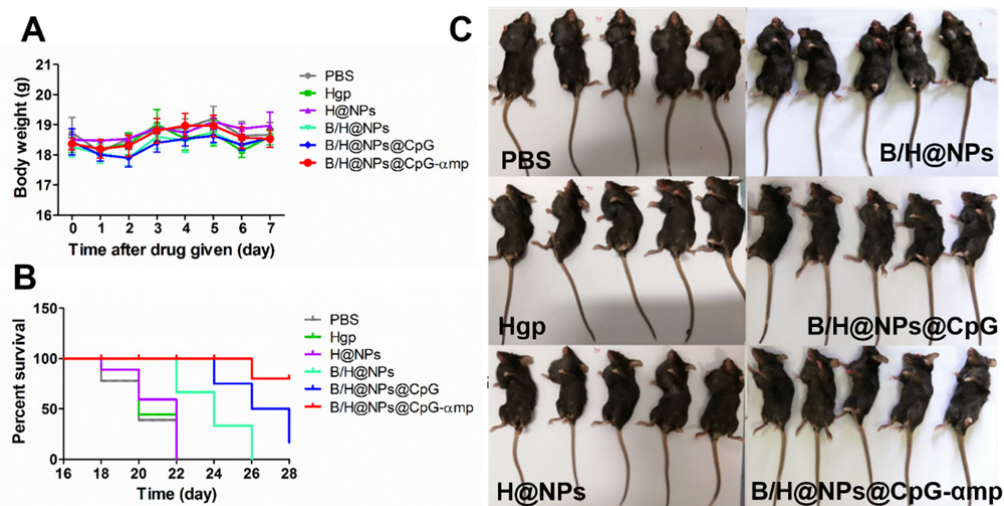 A
Body weight (g)
21
20
19
18
17
16
0 1 2 3 4 5 6 7
Time after drug given (day)
PBS
Hgp
H@NPs
B/H@NPs
B/H@NPs@CpG
B/H@NPs@CpG-αmp
B
Percent survival
150
100
50
0
16 18 20 22 24 26 28
Time (day)
PBS
Hgp
H@NPs
B/H@NPs
B/H@NPs@CpG
B/H@NPs@CpG-αmp
C
PBS
B/H@NPs
Hgp
B/H@NPs@CpG
H@NPs
B/H@NPs@CpG-αmp